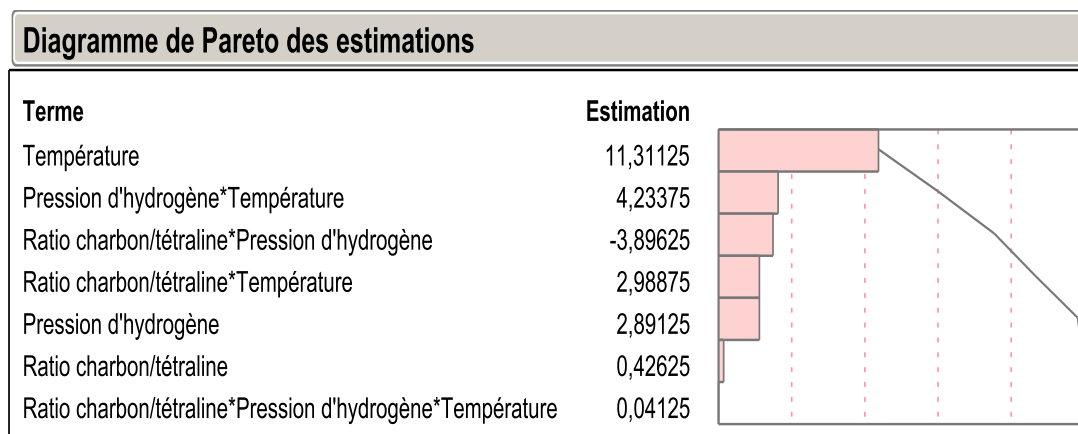 Diagramme de Pareto des estimations
Terme Estimation
Température 11,31125
Pression d'hydrogène*Température 4,23375
Ratio charbon/tétraline*Pression d'hydrogène -3,89625
Ratio charbon/tétraline*Température 2,98875
Pression d'hydrogène 2,89125
Ratio charbon/tétraline 0,42625
Ratio charbon/tétraline*Pression d'hydrogène*Température 0,04125